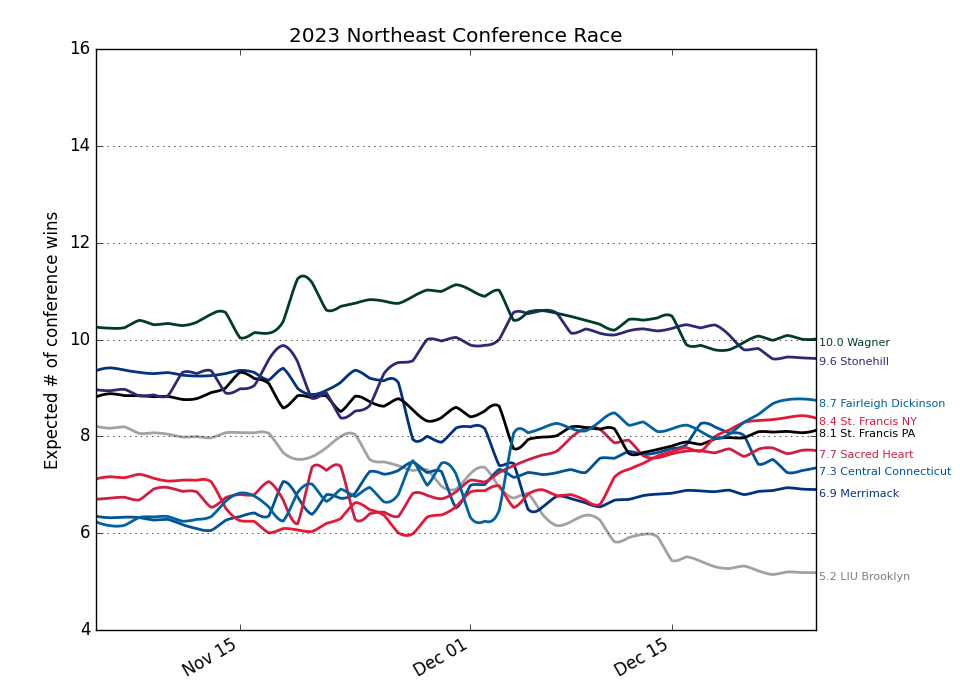 2023 Northeast Conference Race
Expected # of conference wins
16
14
12
10
8
6
4
Nov 15
Dec 01
Dec 15
10.0 Wagner
9.6 Stonehill
8.7 Fairleigh Dickinson
8.4 St. Francis NY
8.1 St. Francis PA
7.7 Sacred Heart
7.3 Central Connecticut
6.9 Merrimack
5.2 LIU Brooklyn